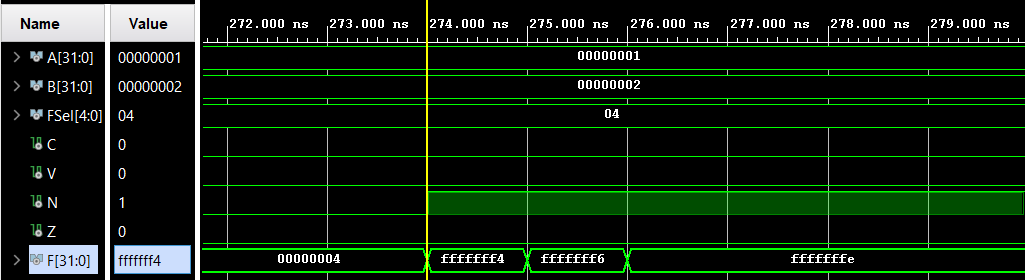 Name Value 272.000 ns 273.000 ns 274.000 ns 275.000 ns 276.000 ns 277.000 ns 278.000 ns 279.000 ns
A[31:0] 00000001 00000001
B[31:0] 00000002 00000002
FSel[4:0] 04 04
C 0
V 0
N 1
Z 0
F[31:0] fffffff4 00000004 fffffff4 fffffff6 fffffffe